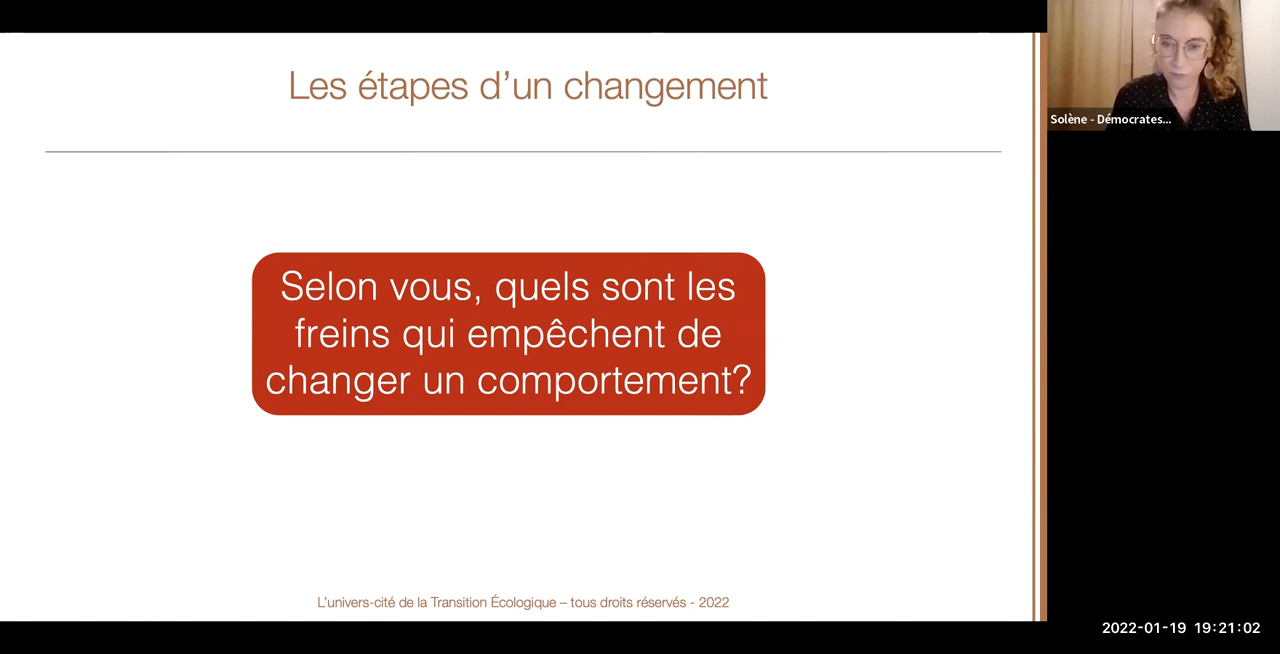 Les étapes d’un changement
Selon vous, quels sont les
freins qui empêchent de
changer un comportement?
L’univers-cité de la Transition Écologique – tous droits réservés - 2022
Solène - Démocrates...
2022-01-19 19:21:02